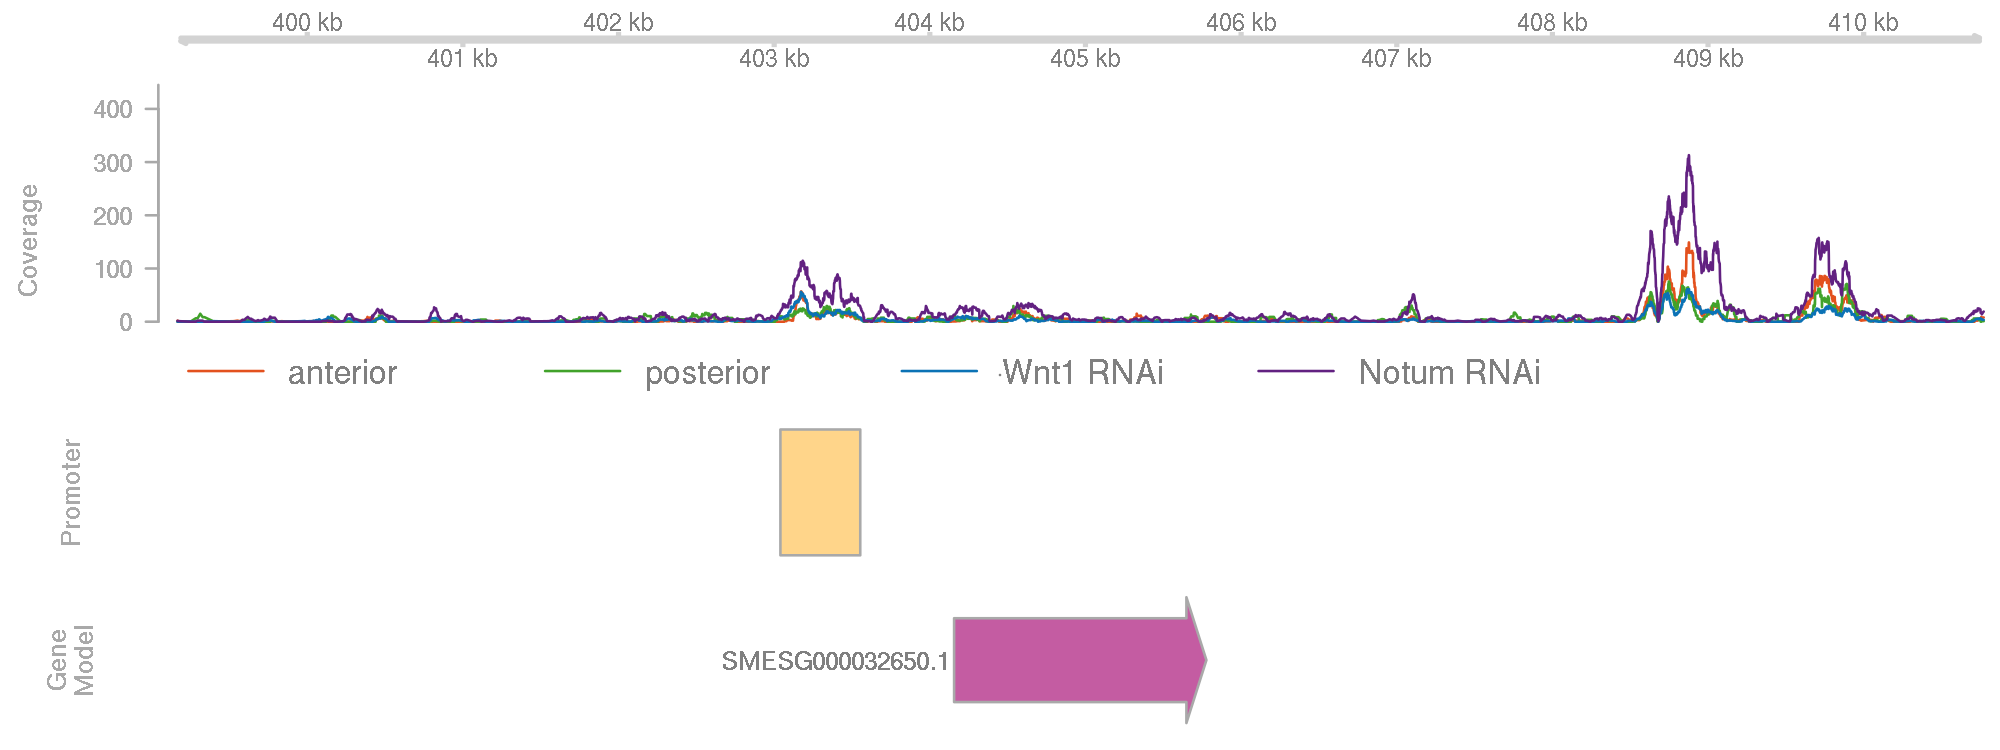 400 kb 402 kb 404 kb 406 kb 408 kb 410 kb
401 kb 403 kb 405 kb 407 kb 409 kb
Coverage
400
300
200
100
0
anterior posterior Wnt1 RNAi Notum RNAi
Promoter
Gene
Model
SMESG000032650.1